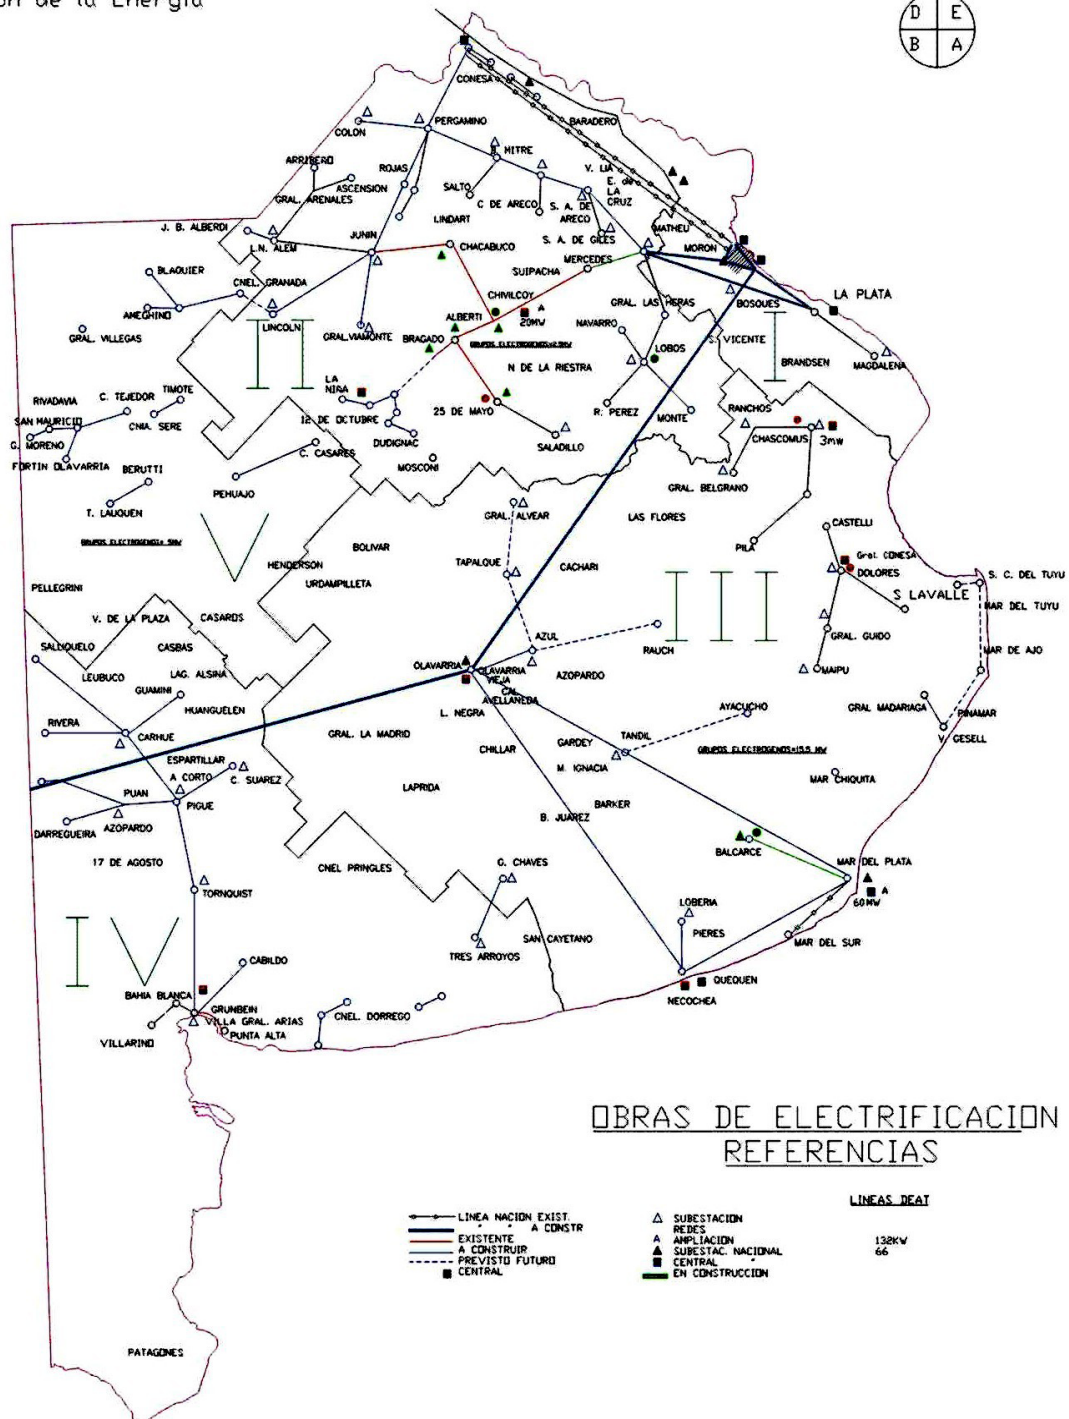 de la Energía
D E
B A
CONESA
BARADERO
COLON
PERGAMINO
B. MITRE
ARRIBEÑO
ROJAS
V. LIA
ASCENSION
SALTO
E. de
LA
CRUZ
GRAL. ARENALES
C DE ARECO
S. A. DE
ARECO
LINDART
J. B. ALBERDI
JUNIN
MATHEU
S. A. DE GILES
L.N. ALEM
CHACABUCO
MORON
MERCEDES
SUIPACHA
BLAQUIER
CNEL. GRANADA
CHIVILCOY
A
20MW
GRAL. LAS HERAS
BOSQUES
LA PLATA
AMEGHINO
LINCOLN
ALBERTI
NAVARRO
GRAL. VILLEGAS
GRAL.VIAMONTE
BRAGADO
LOBOS
S. VICENTE
I
II
N DE LA RIESTRA
BRANDSEN
MAGDALENA
LA
NIRA
TIMOTE
C. TEJEDOR
RIVADAVIA
SAN MAURICIO
CNIA. SERE
12 DE OCTUBRE
25 DE MAYO
R. PEREZ
MONTE
RANCHOS
G. MORENO
DUDIGNAC
SALADILLO
CHASCOMUS
3mw
FORTIN OLAVARRIA
BERUTTI
C. CASARES
MOSCONI
PEHUAJO
GRAL. BELGRANO
T. LAUQUEN
GRAL. ALVEAR
LAS FLORES
CASTELLI
V
BOLIVAR
PILA
HENDERSON
TAPALQUE
CACHARI
Gral. CONESA
DOLORES
URDAMPILLETA
PELLEGRINI
III
S. C. DEL TUYU
S LAVALLE
MAR DEL TUYU
V. DE LA PLAZA
CASAROS
GRAL. GUIDO
AZUL
SALLIQUELO
CASBAS
RAUCH
MAR DE AJO
OLAVARRIA
OLAVARRIA
VIEJA
MAIPU
LEUBUCO
LAG. ALSINA
AZOPARDO
CAL.
AVELLANEDA
GUAMINI
HUANGUELEN
L. NEGRA
AYACUCHO
GRAL MADARIAGA
PINAMAR
RIVERA
CARHUE
GRAL. LA MADRID
TANDIL
V. GESELL
GARDEY
CHILLAR
GRUPOS ELECTROGENOS=15.5 MW
ESPARTILLAR
M. IGNACIA
A CORTO
C. SUAREZ
MAR CHIQUITA
PUAN
LAPRIDA
PIGUE
BARKER
B. JUAREZ
AZOPARDO
DARREGUEIRA
BALCARCE
17 DE AGOSTO
CNEL PRINGLES
G. CHAVES
MAR DEL PLATA
TORNQUIST
A
60MW
LOBERIA
IV
PIERES
SAN CAYETANO
MAR DEL SUR
TRES ARROYOS
CABILDO
QUEQUEN
BAHIA BLANCA
NECOCHEA
GRUNBEIN
VILLA GRAL. ARIAS
CNEL. DORREGO
PUNTA ALTA
VILLARINO
OBRAS DE ELECTRIFICACION
REFERENCIAS
LINEAS DEAT
LINEA NACION EXIST.
" " A CONSTR
EXISTENTE
A CONSTRUIR
PREVISTO FUTURO
CENTRAL
SUBESTACION
REDES
A AMPLIACION
SUBESTAC. NACIONAL
CENTRAL "
EN CONSTRUCCION
132KW
66
PATAGONES